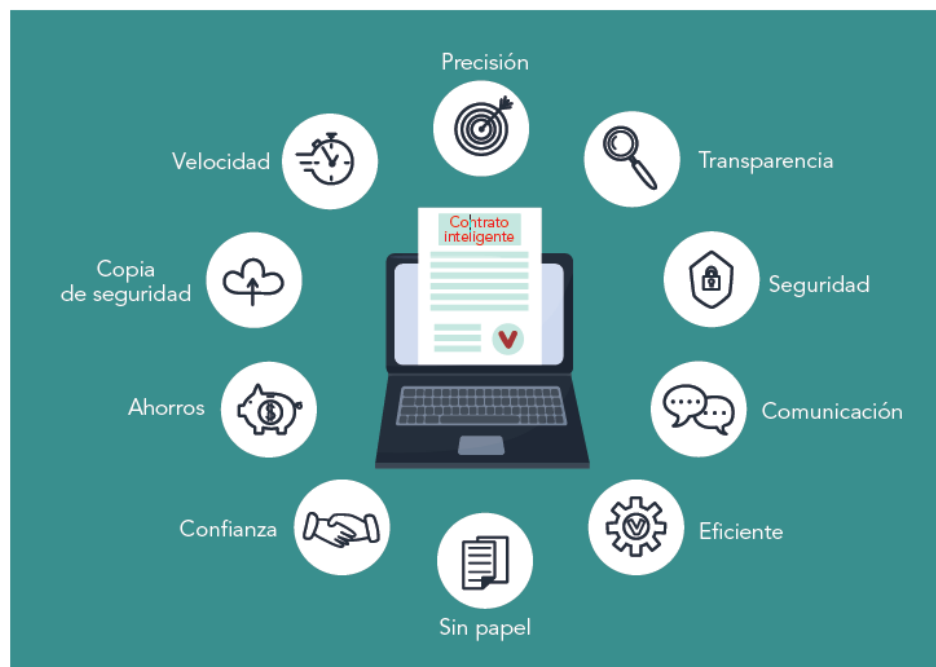 Precisión
Velocidad
Transparencia
Contrato
inteligente
Copia
de seguridad
Seguridad
Ahorros
Comunicación
Confianza
Eficiente
Sin papel